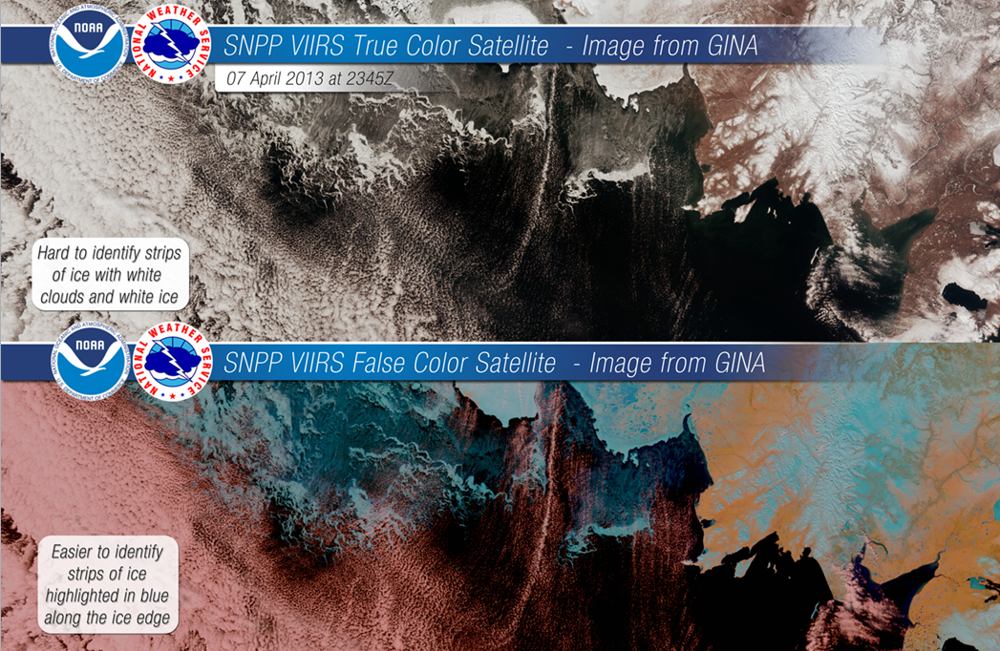 NOAA
NATIONAL WEATHER SERVICE
SNPP VIIRS True Color Satellite - Image from GINA
07 April 2013 at 2345Z
Hard to identify strips
of ice with white
clouds and white ice
NOAA
NATIONAL WEATHER SERVICE
SNPP VIIRS False Color Satellite - Image from GINA
Easier to identify
strips of ice
highlighted in blue
along the ice edge